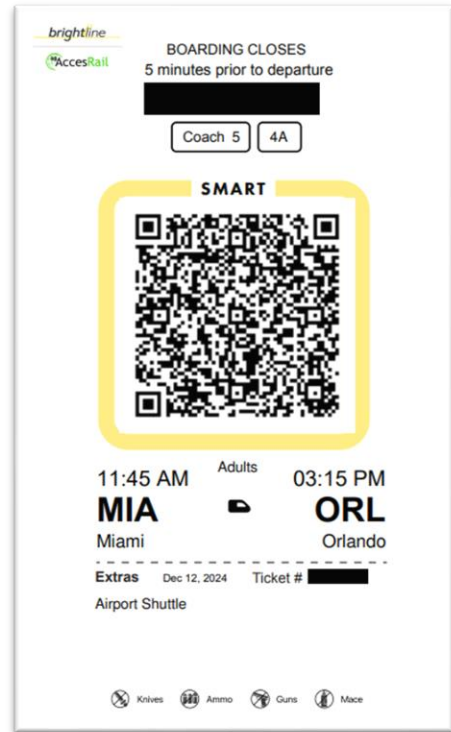 brightline
AccesRail
BOARDING CLOSES
5 minutes prior to departure
Coach 5 4A
SMART
11:45 AM Adults 03:15 PM
MIA ORL
Miami Orlando
Extras Dec 12, 2024 Ticket #
Airport Shuttle
Knives Ammo Guns Mace